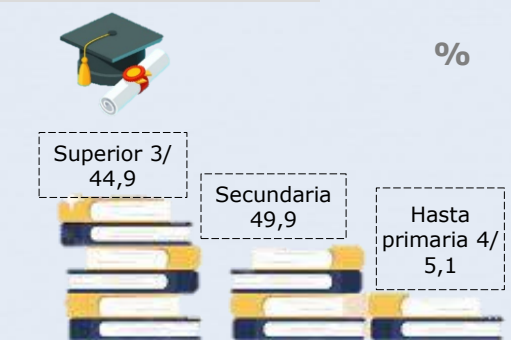 %
Superior 3/
44,9
Secundaria
49,9
Hasta
primaria 4/
5,1